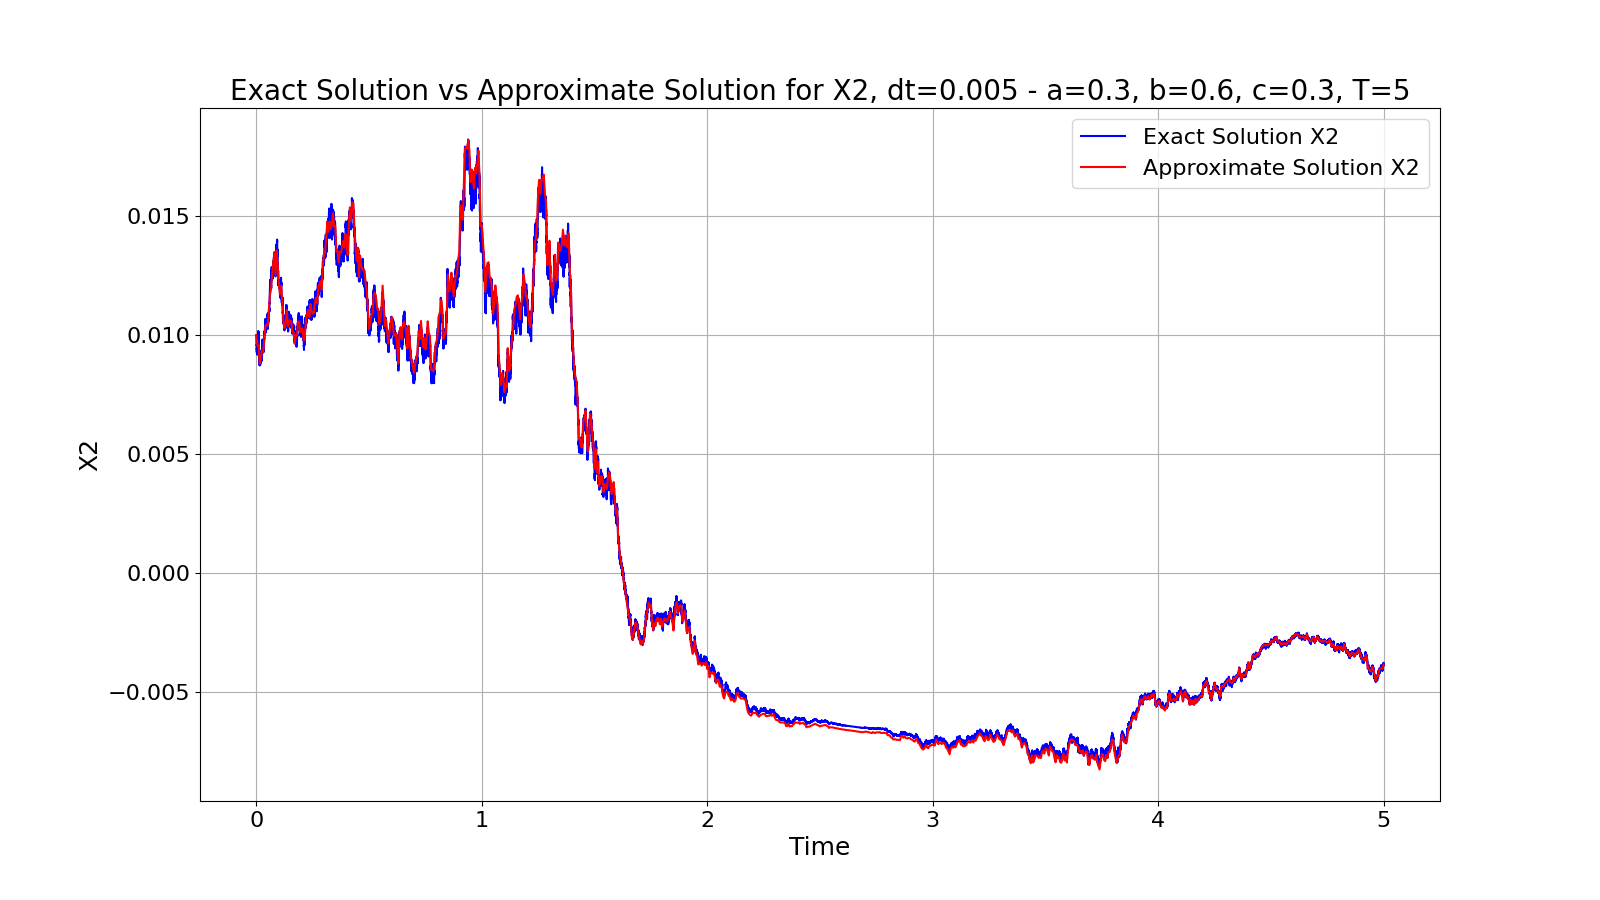 Exact Solution vs Approximate Solution for X2, dt=0.005 - a=0.3, b=0.6, c=0.3, T=5
Exact Solution X2
Approximate Solution X2
0.015
0.010
0.005
0.000
−0.005
X2
0 1 2 3 4 5
Time